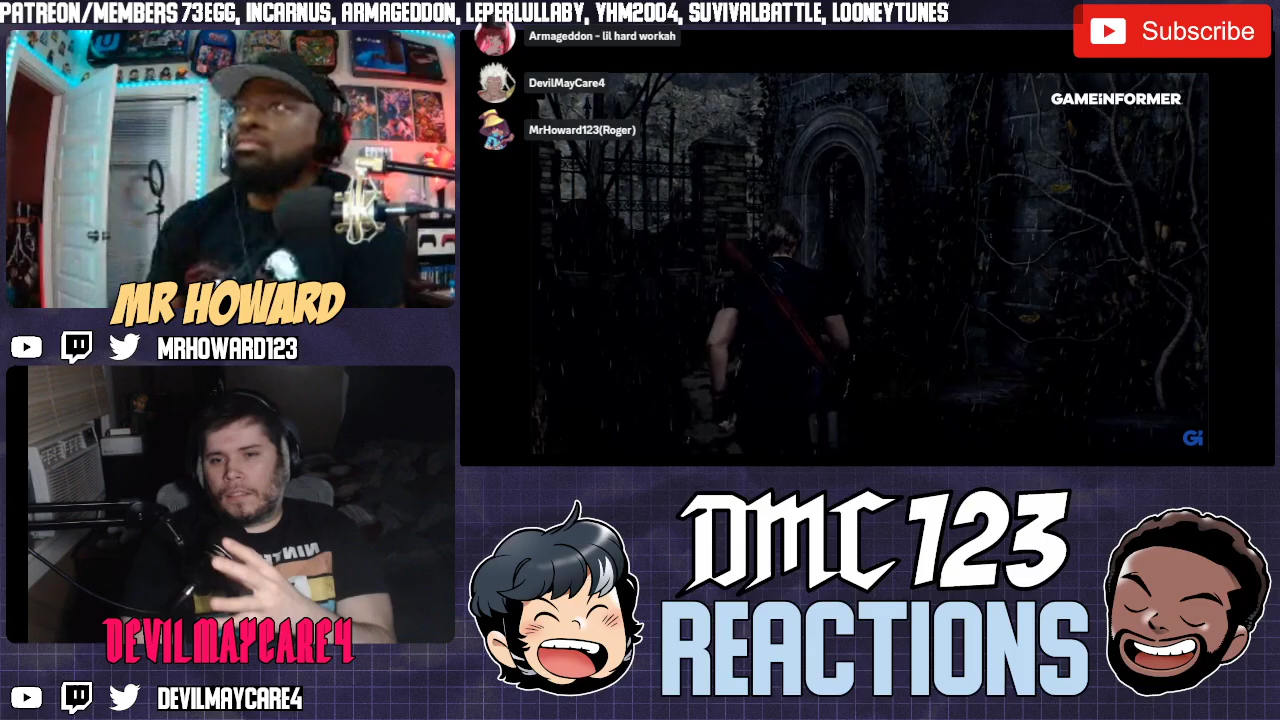 PATREON/MEMBERS 73EGG, INCARNUS, ARMAGEDDON, LEPERLULLABY, YHM2004, SUVIVALBATTLE, LOONEYTUNES
Subscribe
Armageddon - lil hard workah
DevilMayCare4
MrHoward123(Roger)
GAMEINFORMER
Gi
MR HOWARD
MRHOWARD123
DEVILMAYCARE4
DEVILMAYCARE4
DMC 123
REACTIONS